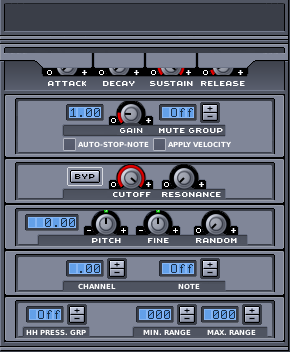 ATTACK DECAY SUSTAIN RELEASE
1.00 Off
GAIN MUTE GROUP
AUTO-STOP-NOTE APPLY VELOCITY
BYP
CUTOFF RESONANCE
0.00
PITCH FINE RANDOM
.00 Off
CHANNEL NOTE
Off 000 000
HH PRESS. GRP MIN. RANGE MAX. RANGE